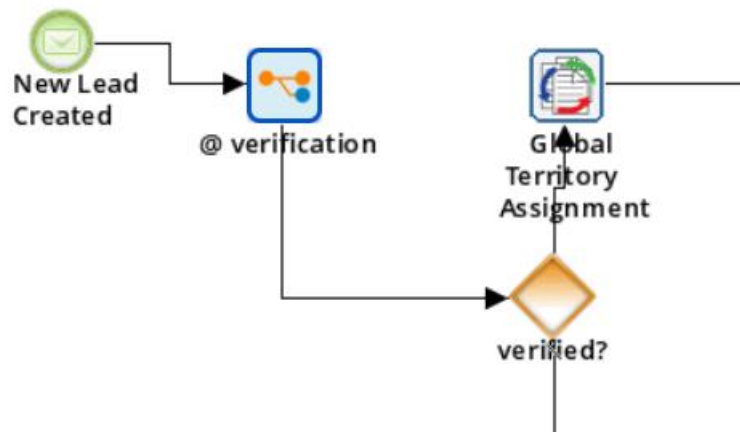 New Lead
Created
@ verification
Global
Territory
Assignment
verified?